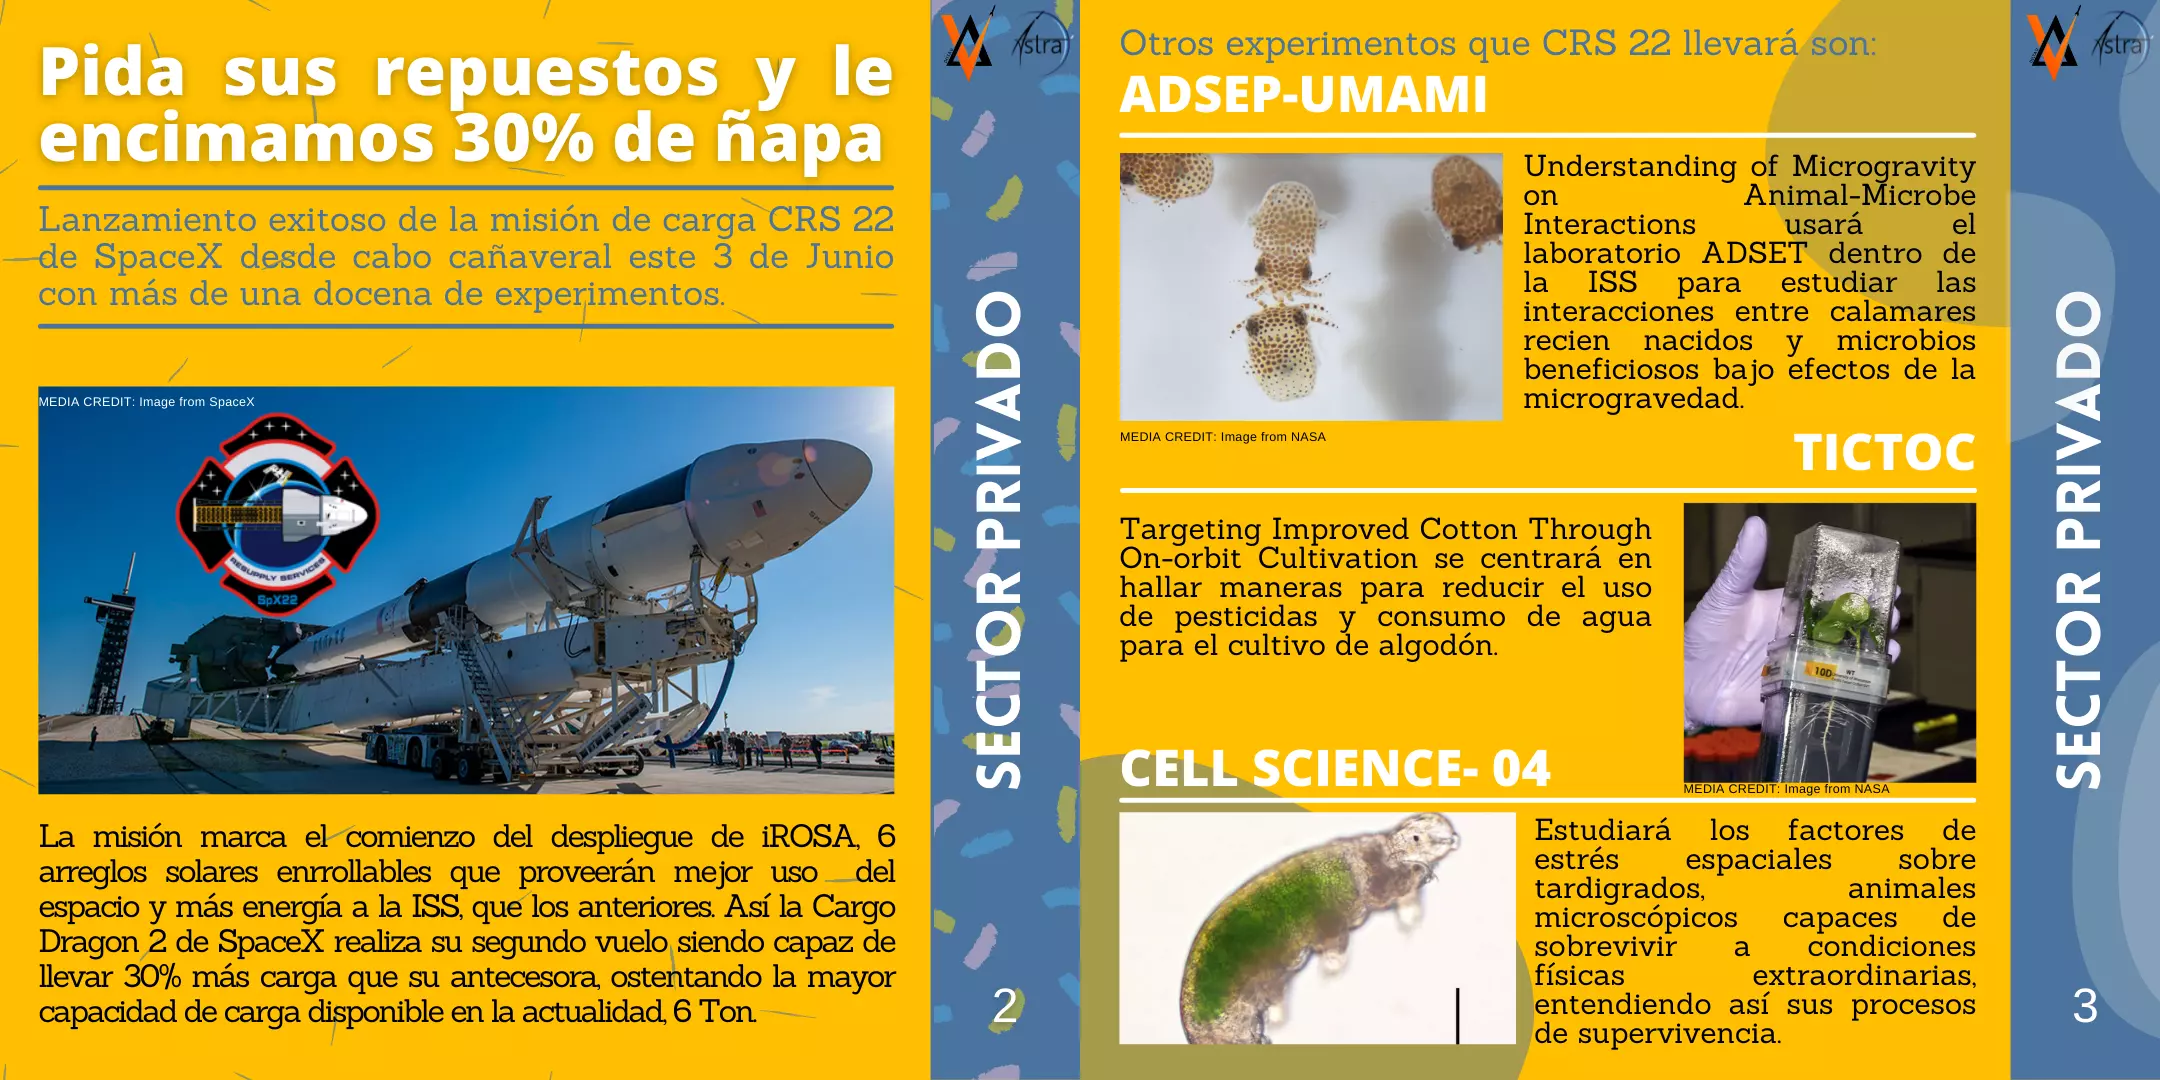 Pida sus repuestos y le
encimamos 30% de ñapa
Lanzamiento exitoso de la misión de carga CRS 22
de SpaceX desde cabo cañaveral este 3 de Junio
con más de una docena de experimentos.
MEDIA CREDIT: Image from SpaceX
RESUPPLY SERVICES
SpX22
La misión marca el comienzo del despliegue de iROSA, 6
arreglos solares enrrollables que proveerán mejor uso del
espacio y más energía a la ISS, que los anteriores. Así la Cargo
Dragon 2 de SpaceX realiza su segundo vuelo siendo capaz de
llevar 30% más carga que su antecesora, ostentando la mayor
capacidad de carga disponible en la actualidad, 6 Ton.
Astra
SECTOR PRIVADO
2
Otros experimentos que CRS 22 llevará son:
ADSEP-UMAMI
Understanding of Microgravity
on Animal-Microbe
Interactions usará el
laboratorio ADSET dentro de
la ISS para estudiar las
interacciones entre calamares
recien nacidos y microbios
beneficiosos bajo efectos de la
microgravedad.
MEDIA CREDIT: Image from NASA
TICTOC
Targeting Improved Cotton Through
On-orbit Cultivation se centrará en
hallar maneras para reducir el uso
de pesticidas y consumo de agua
para el cultivo de algodón.
10D
WT
MEDIA CREDIT: Image from NASA
CELL SCIENCE- 04
Estudiará los factores de
estrés espaciales sobre
tardigrados, animales
microscópicos capaces de
sobrevivir a condiciones
físicas extraordinarias,
entendiendo así sus procesos
de supervivencia.
Astra
SECTOR PRIVADO
3